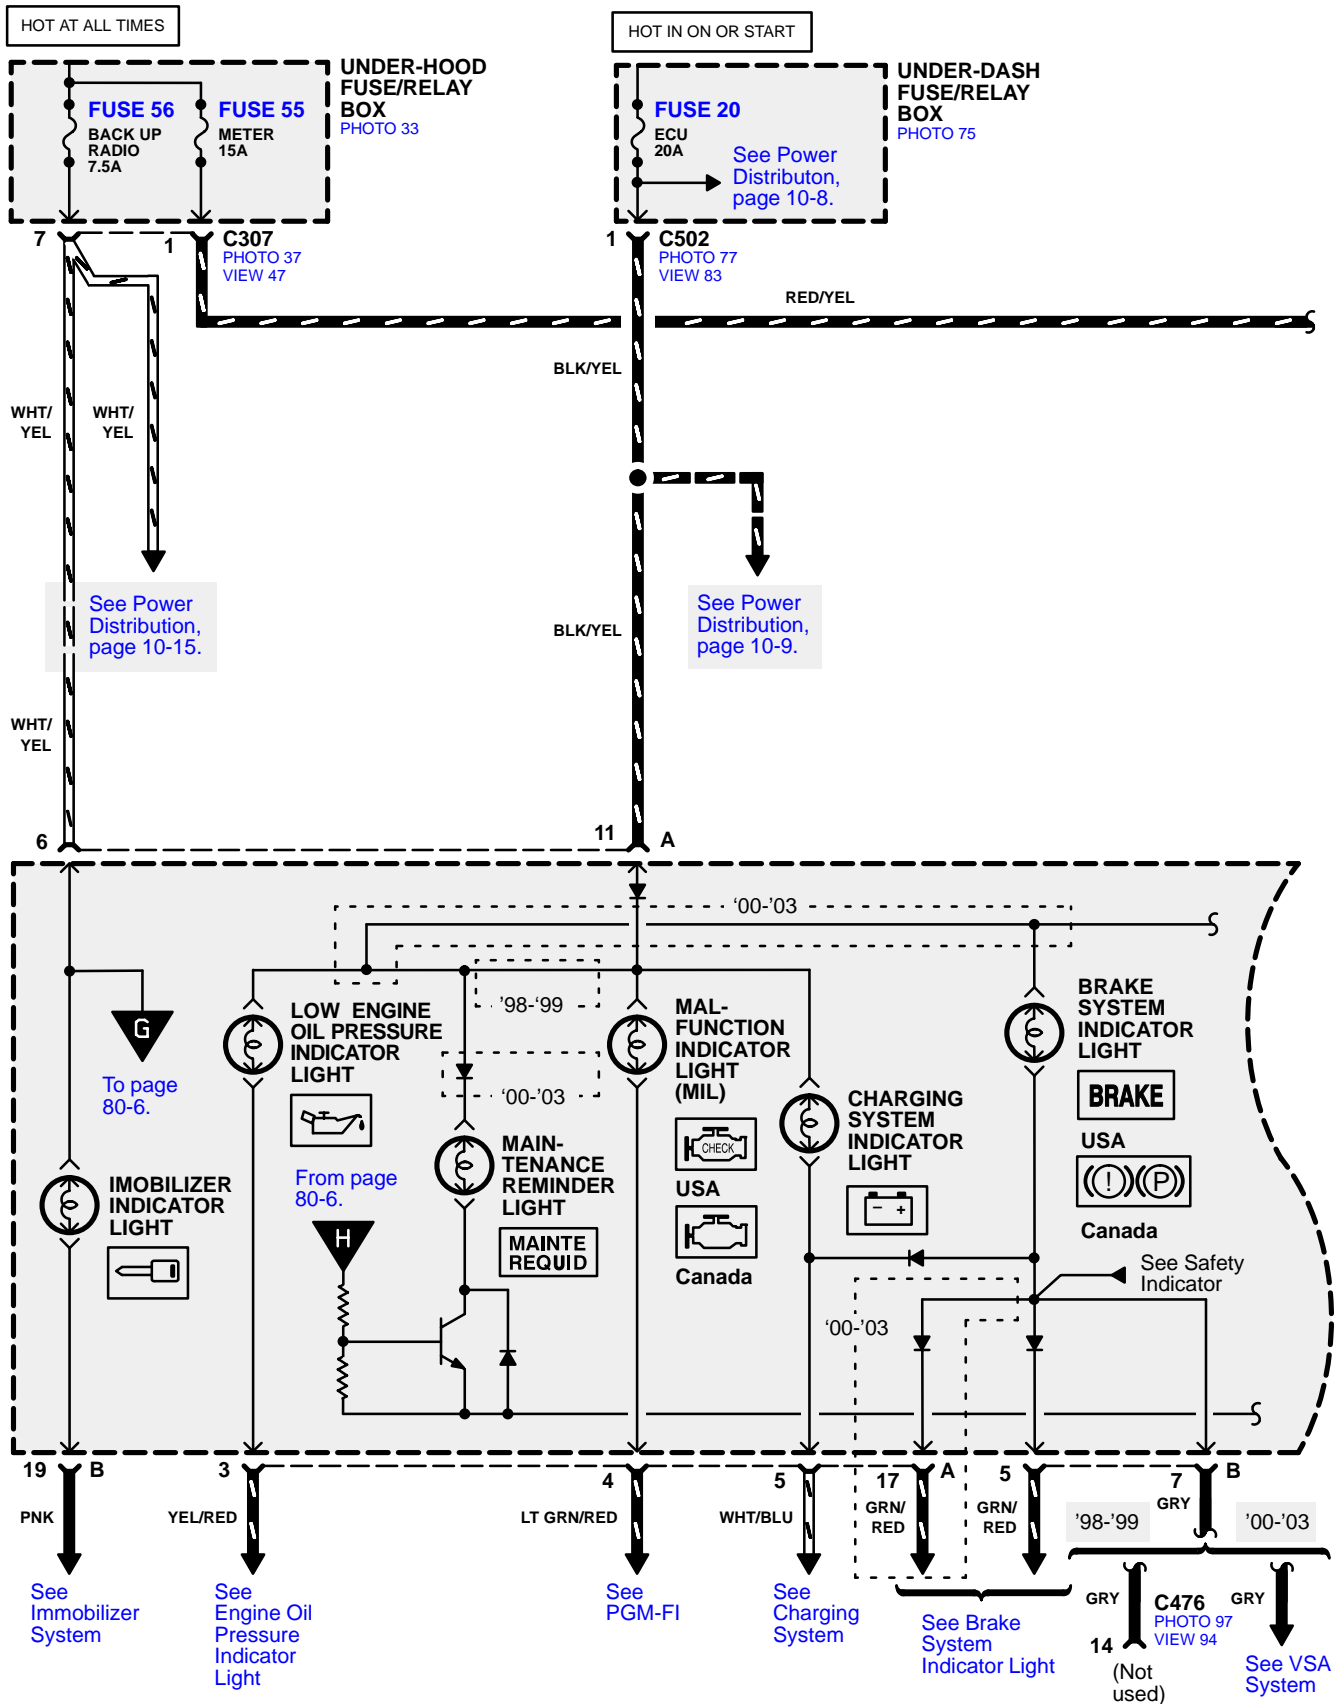 HOT AT ALL TIMES
HOT IN ON OR START
UNDER-HOOD
FUSE/RELAY
BOX
PHOTO 33
FUSE 56
BACK UP
RADIO
7.5A
FUSE 55
METER
15A
UNDER-DASH
FUSE/RELAY
BOX
PHOTO 75
FUSE 20
ECU
20A
See Power
Distributon,
page 10-8.
7
1
C307
PHOTO 37
VIEW 47
1
C502
PHOTO 77
VIEW 83
RED/YEL
BLK/YEL
WHT/
YEL
WHT/
YEL
See Power
Distribution,
page 10-15.
See Power
Distribution,
page 10-9.
BLK/YEL
WHT/
YEL
6
11
A
‘00-’03
’98-‘99
LOW ENGINE
OIL PRESSURE
INDICATOR
LIGHT
MAL-
FUNCTION
INDICATOR
LIGHT
(MIL)
BRAKE
SYSTEM
INDICATOR
LIGHT
G
To page
80-6.
‘00-’03
CHARGING
SYSTEM
INDICATOR
LIGHT
BRAKE
USA
CHECK
USA
MAIN-
TENANCE
REMINDER
LIGHT
From page
80-6.
IMOBILIZER
INDICATOR
LIGHT
(!) (P)
Canada
- +
H
MAINTE
REQUID
Canada
See Safety
Indicator
‘00-’03
19
B
3
4
5
17
A
5
7
B
PNK
YEL/RED
LT GRN/RED
WHT/BLU
GRN/
RED
GRN/
RED
GRY
’98-’99
’00-’03
See
Immobilizer
System
See
Engine Oil
Pressure
Indicator
Light
See
PGM-FI
See
Charging
System
See Brake
System
Indicator Light
GRY
C476
PHOTO 97
VIEW 94
GRY
14
(Not
used)
See VSA
System